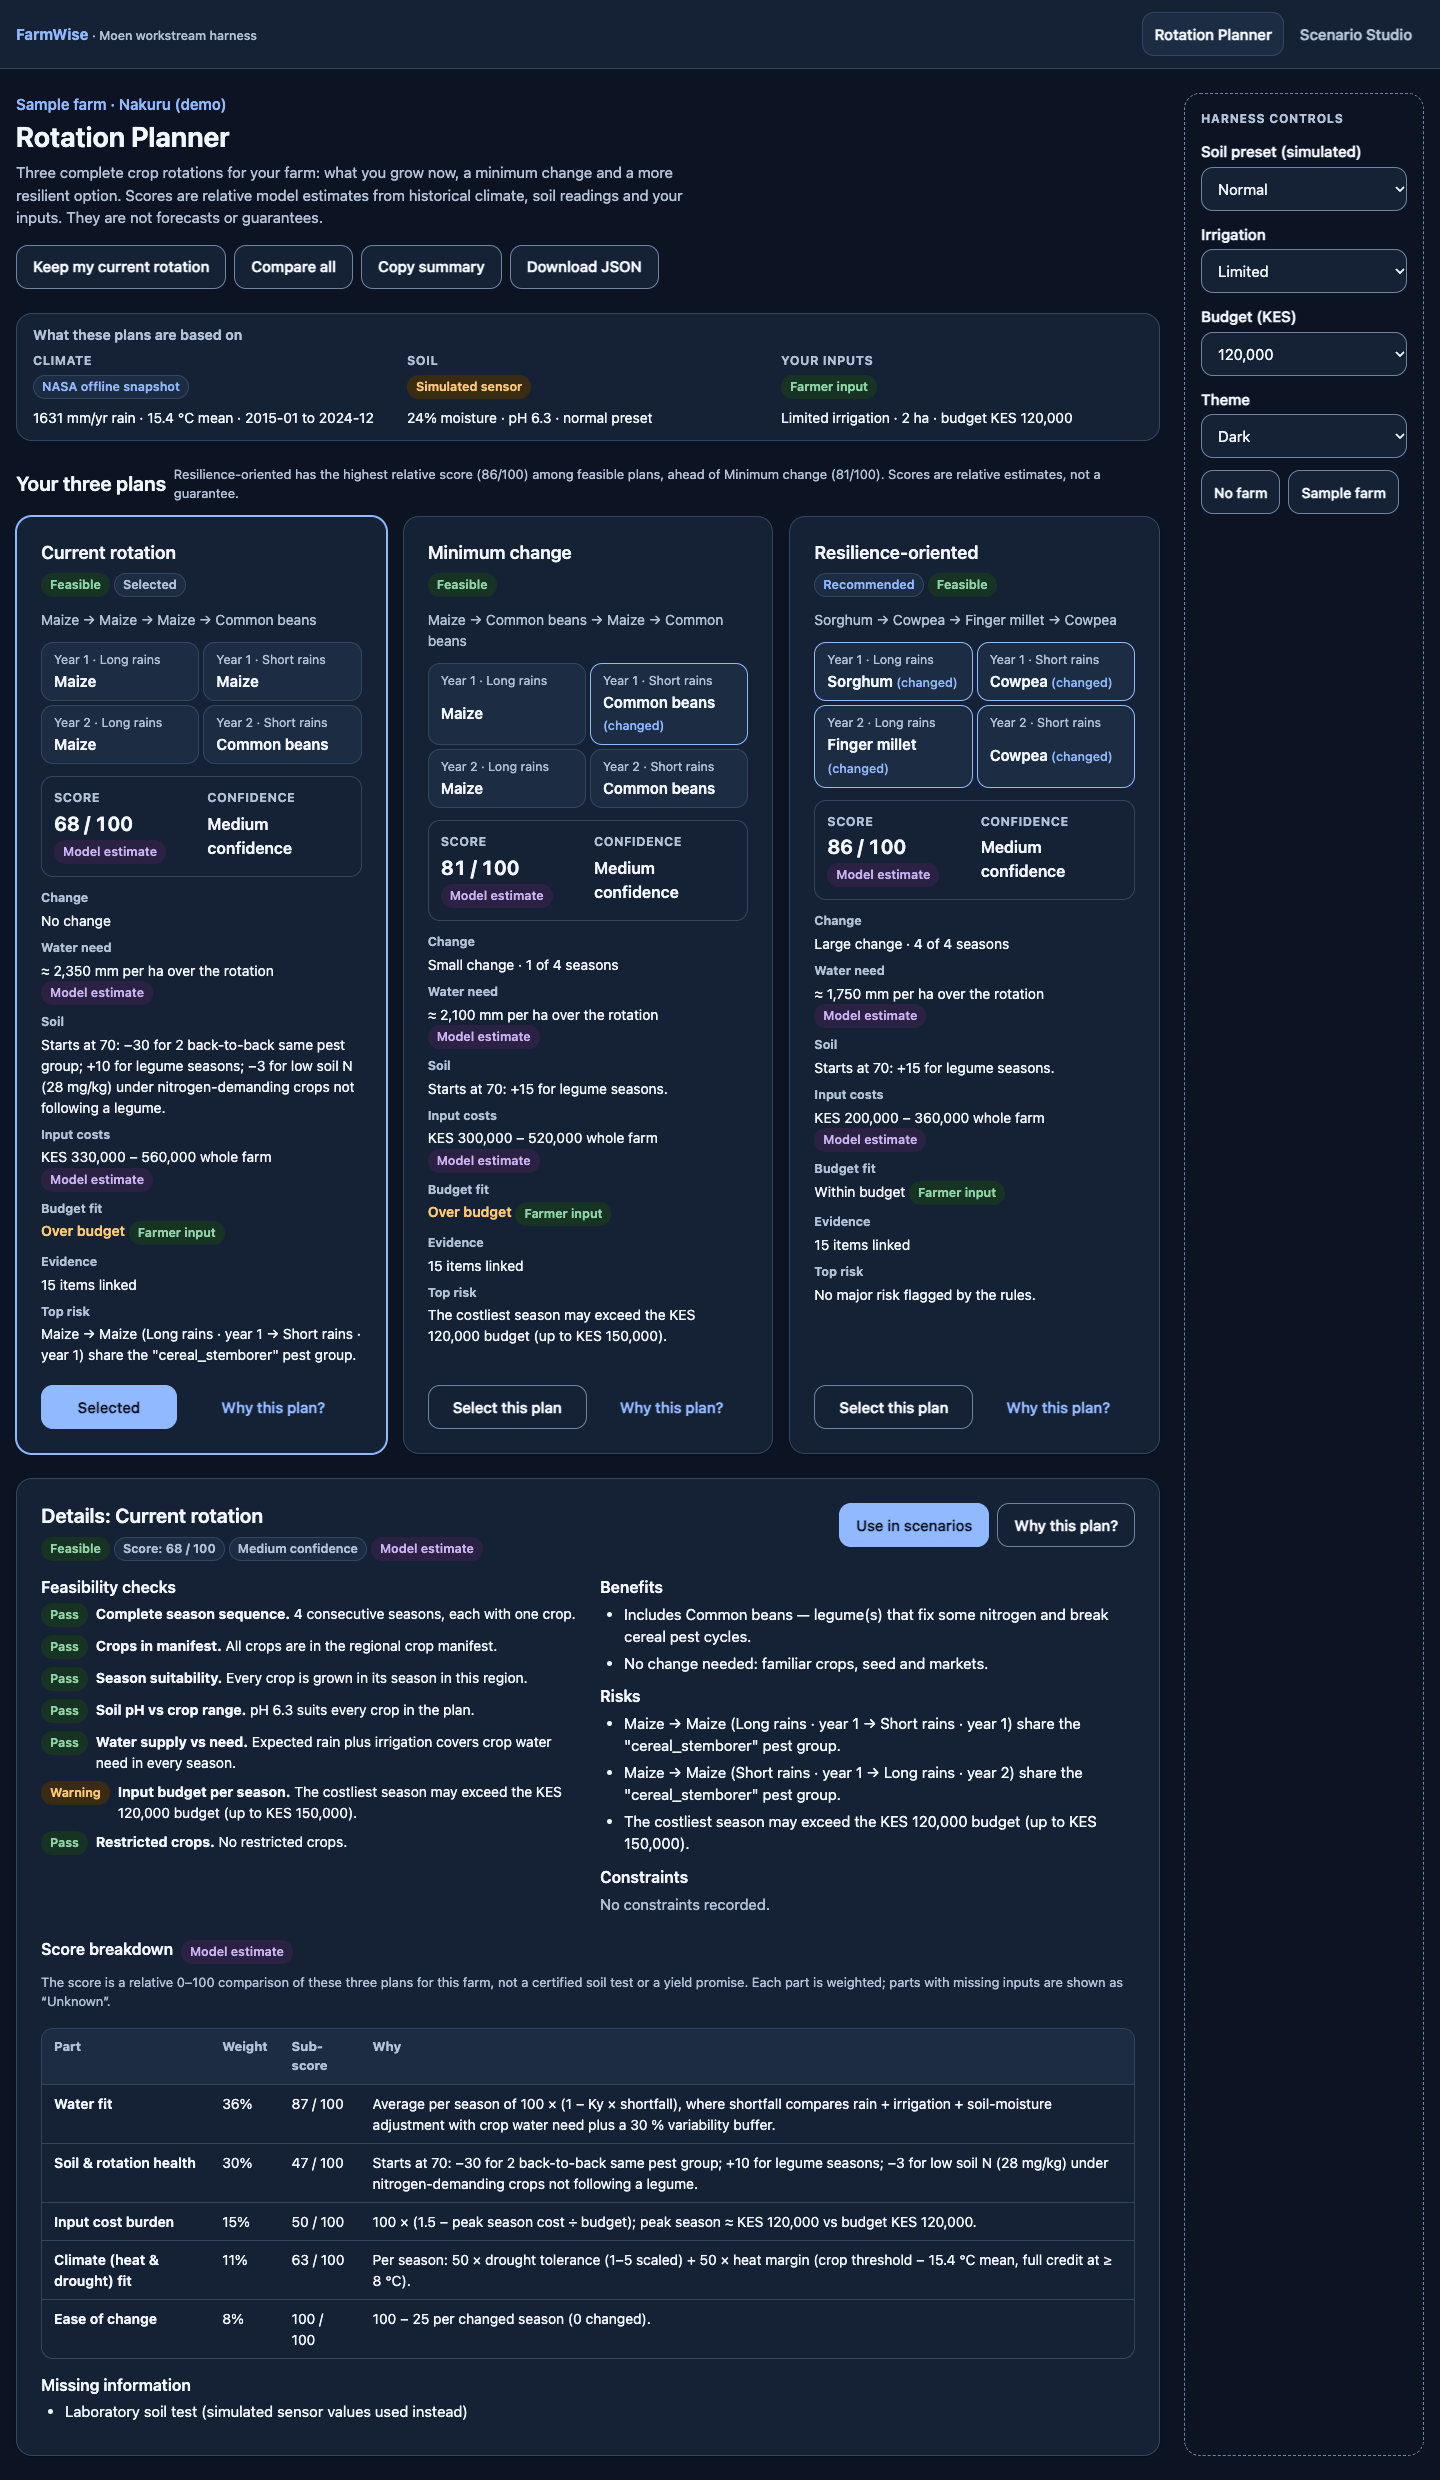 FarmWise · Moen workstream harness
Rotation Planner
Scenario Studio
Sample farm · Nakuru (demo)
Rotation Planner
Three complete crop rotations for your farm: what you grow now, a minimum change and a more
resilient option. Scores are relative model estimates from historical climate, soil readings and your
inputs. They are not forecasts or guarantees.
Keep my current rotation
Compare all
Copy summary
Download JSON
What these plans are based on
CLIMATE
NASA offline snapshot
1631 mm/yr rain · 15.4 °C mean · 2015-01 to 2024-12
SOIL
Simulated sensor
24% moisture · pH 6.3 · normal preset
YOUR INPUTS
Farmer input
Limited irrigation · 2 ha · budget KES 120,000
Your three plans
Resilience-oriented has the highest relative score (86/100) among feasible plans, ahead of Minimum change (81/100). Scores are relative estimates, not a
guarantee.
Current rotation
Feasible
Selected
Maize → Maize → Maize → Common beans
Year 1 · Long rains
Maize
Year 1 · Short rains
Maize
Year 2 · Long rains
Maize
Year 2 · Short rains
Common beans
SCORE
68 / 100
Model estimate
CONFIDENCE
Medium
confidence
Change
No change
Water need
≈ 2,350 mm per ha over the rotation
Model estimate
Soil
Starts at 70: −30 for 2 back-to-back same pest
group; +10 for legume seasons; −3 for low soil N
(28 mg/kg) under nitrogen-demanding crops not
following a legume.
Input costs
KES 330,000 – 560,000 whole farm
Model estimate
Budget fit
Over budget Farmer input
Evidence
15 items linked
Top risk
Maize → Maize (Long rains · year 1 → Short rains ·
year 1) share the "cereal_stemborer" pest group.
Selected
Why this plan?
Minimum change
Feasible
Maize → Common beans → Maize → Common
beans
Year 1 · Long rains
Maize
Year 1 · Short rains
Common beans
(changed)
Year 2 · Long rains
Maize
Year 2 · Short rains
Common beans
SCORE
81 / 100
Model estimate
CONFIDENCE
Medium
confidence
Change
Small change · 1 of 4 seasons
Water need
≈ 2,100 mm per ha over the rotation
Model estimate
Soil
Starts at 70: +15 for legume seasons.
Input costs
KES 300,000 – 520,000 whole farm
Model estimate
Budget fit
Over budget Farmer input
Evidence
15 items linked
Top risk
The costliest season may exceed the KES
120,000 budget (up to KES 150,000).
Select this plan
Why this plan?
Resilience-oriented
Recommended
Feasible
Sorghum → Cowpea → Finger millet → Cowpea
Year 1 · Long rains
Sorghum (changed)
Year 1 · Short rains
Cowpea (changed)
Year 2 · Long rains
Finger millet
(changed)
Year 2 · Short rains
Cowpea (changed)
SCORE
86 / 100
Model estimate
CONFIDENCE
Medium
confidence
Change
Large change · 4 of 4 seasons
Water need
≈ 1,750 mm per ha over the rotation
Model estimate
Soil
Starts at 70: +15 for legume seasons.
Input costs
KES 200,000 – 360,000 whole farm
Model estimate
Budget fit
Within budget Farmer input
Evidence
15 items linked
Top risk
No major risk flagged by the rules.
Select this plan
Why this plan?
Details: Current rotation
Feasible
Score: 68 / 100
Medium confidence
Model estimate
Use in scenarios
Why this plan?
Feasibility checks
Pass Complete season sequence. 4 consecutive seasons, each with one crop.
Pass Crops in manifest. All crops are in the regional crop manifest.
Pass Season suitability. Every crop is grown in its season in this region.
Pass Soil pH vs crop range. pH 6.3 suits every crop in the plan.
Pass Water supply vs need. Expected rain plus irrigation covers crop water
need in every season.
Warning Input budget per season. The costliest season may exceed the KES
120,000 budget (up to KES 150,000).
Pass Restricted crops. No restricted crops.
Benefits
• Includes Common beans — legume(s) that fix some nitrogen and break
cereal pest cycles.
• No change needed: familiar crops, seed and markets.
Risks
• Maize → Maize (Long rains · year 1 → Short rains · year 1) share the
"cereal_stemborer" pest group.
• Maize → Maize (Short rains · year 1 → Long rains · year 2) share the
"cereal_stemborer" pest group.
• The costliest season may exceed the KES 120,000 budget (up to KES
150,000).
Constraints
No constraints recorded.
Score breakdown Model estimate
The score is a relative 0–100 comparison of these three plans for this farm, not a certified soil test or a yield promise. Each part is weighted; parts with missing inputs are shown as
“Unknown”.
Part Weight Sub-
score Why
Water fit 36% 87 / 100 Average per season of 100 × (1 − Ky × shortfall), where shortfall compares rain + irrigation + soil-moisture
adjustment with crop water need plus a 30 % variability buffer.
Soil & rotation health 30% 47 / 100 Starts at 70: −30 for 2 back-to-back same pest group; +10 for legume seasons; −3 for low soil N (28 mg/kg) under
nitrogen-demanding crops not following a legume.
Input cost burden 15% 50 / 100 100 × (1.5 − peak season cost ÷ budget); peak season ≈ KES 120,000 vs budget KES 120,000.
Climate (heat &
drought) fit 11% 63 / 100 Per season: 50 × drought tolerance (1–5 scaled) + 50 × heat margin (crop threshold − 15.4 °C mean, full credit at ≥
8 °C).
Ease of change 8% 100 /
100 100 − 25 per changed season (0 changed).
Missing information
• Laboratory soil test (simulated sensor values used instead)
HARNESS CONTROLS
Soil preset (simulated)
Normal
Irrigation
Limited
Budget (KES)
120,000
Theme
Dark
No farm
Sample farm